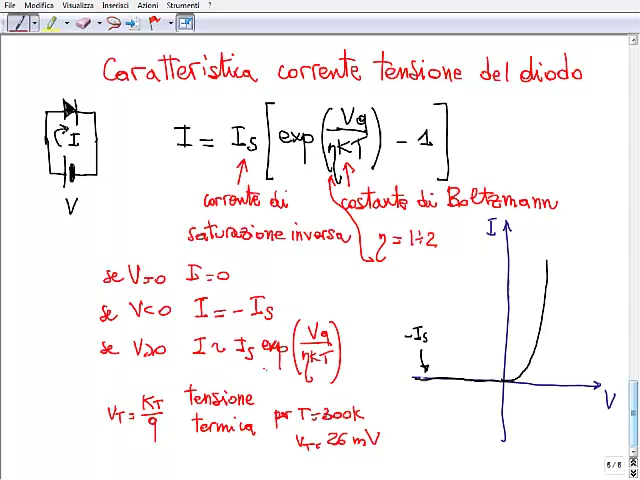 File Modifica Visualizza Inserisci Azioni Strumenti ?
Caratteristica corrente tensione del diodo
I
V
I = Is [exp(Vq/ηKT) - 1]
corrente di saturazione inversa
costante di Boltzmann
η = 1÷2
se V=0 I=0
se V<0 I = -Is
se V>0 I ~ Is exp(Vq/ηKT)
VT = KT/q tensione termica per T=300K
VT = 26 mV
I
-Is
V
6/6